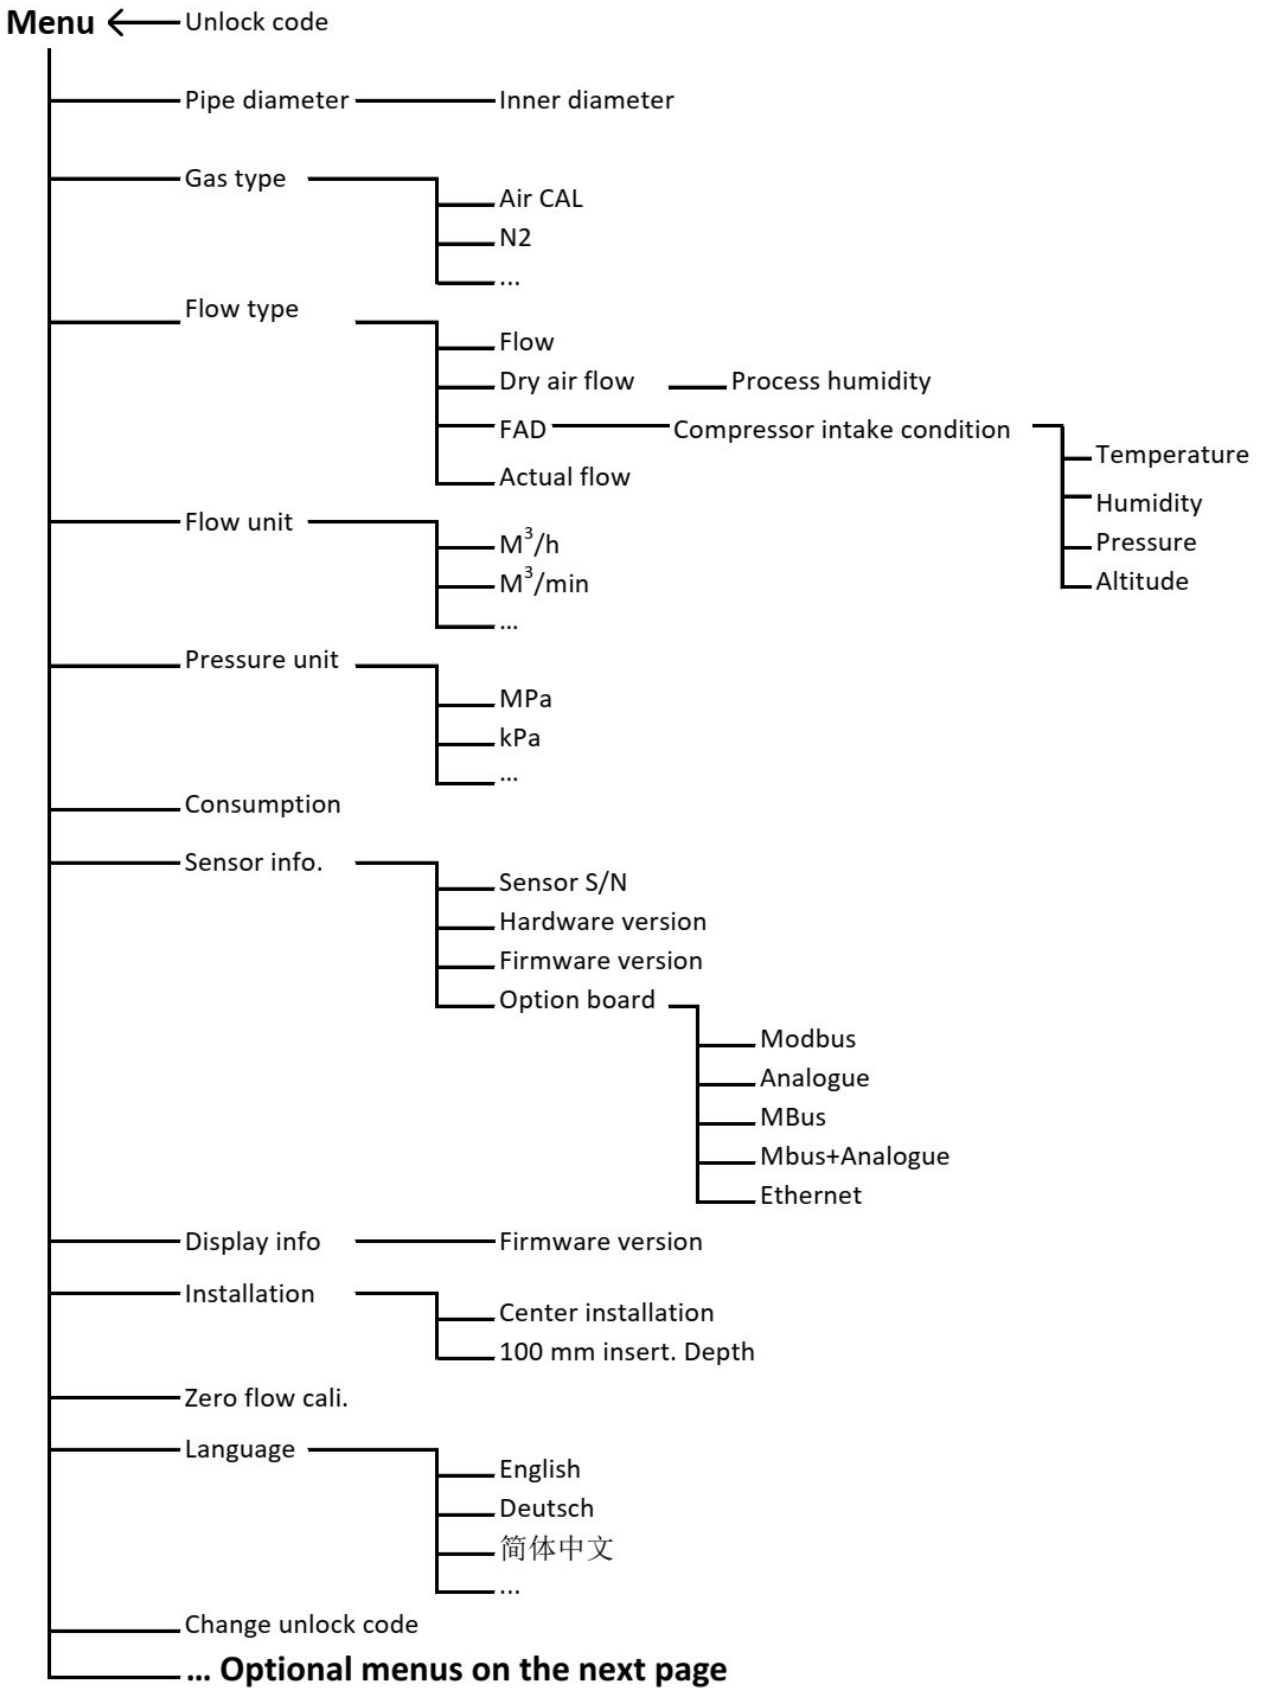 Menu Unlock code
Pipe diameter Inner diameter
Gas type
Air CAL
N2
...
Flow type
Flow
Dry air flow Process humidity
FAD Compressor intake condition
Temperature
Actual flow
Humidity
Flow unit
M³/h Pressure
M³/min Altitude
...
Pressure unit
MPa
kPa
...
Consumption
Sensor info.
Sensor S/N
Hardware version
Firmware version
Option board
Modbus
Analogue
MBus
Mbus+Analogue
Ethernet
Display info Firmware version
Installation
Center installation
100 mm insert. Depth
Zero flow cali.
Language
English
Deutsch
简体中文
...
Change unlock code
... Optional menus on the next page